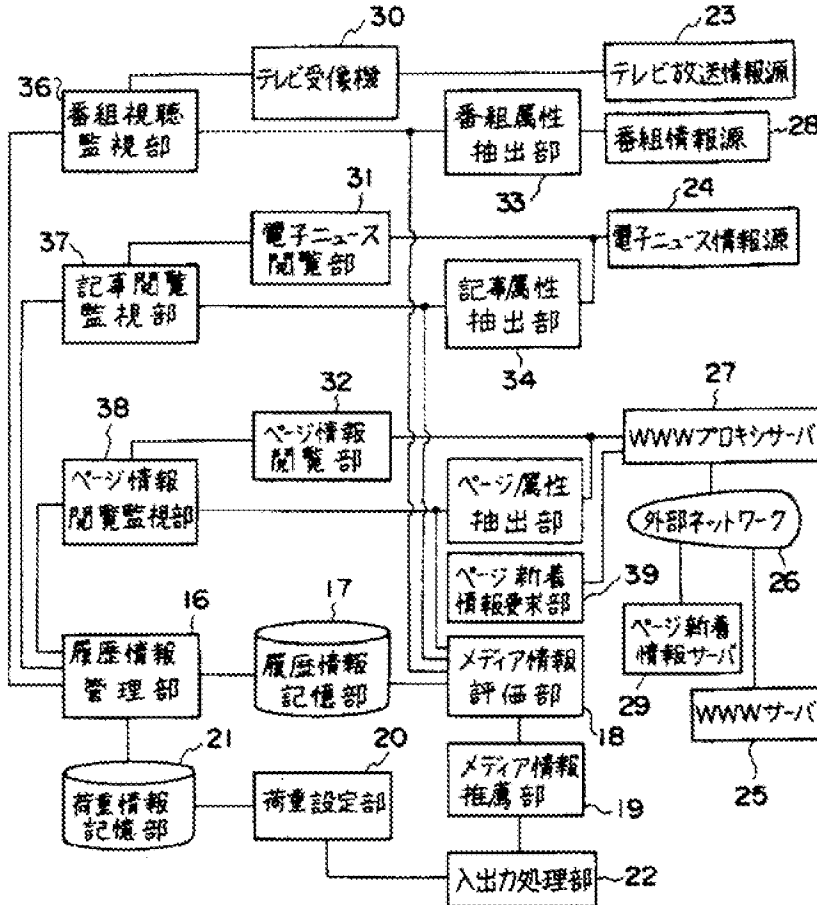 30
23
テレビ受像機
テレビ放送情報源
36
番組視聴
監視部
番組属性
抽出部
33
番組情報源
28
31
電子ニュース
閲覧部
24
電子ニュース情報源
37
記事閲覧
監視部
記事属性
抽出部
34
32
ページ情報
閲覧部
27
WWWプロキシサーバ
38
ページ情報
閲覧監視部
ページ属性
抽出部
外部ネットワーク
26
ページ新着
情報要求部
39
16
履歴情報
管理部
17
履歴情報
記憶部
メディア情報
評価部
18
ページ新着
情報サーバ
29
WWWサーバ
25
21
荷重情報
記憶部
20
荷重設定部
メディア情報
推薦部
19
入出力処理部
22